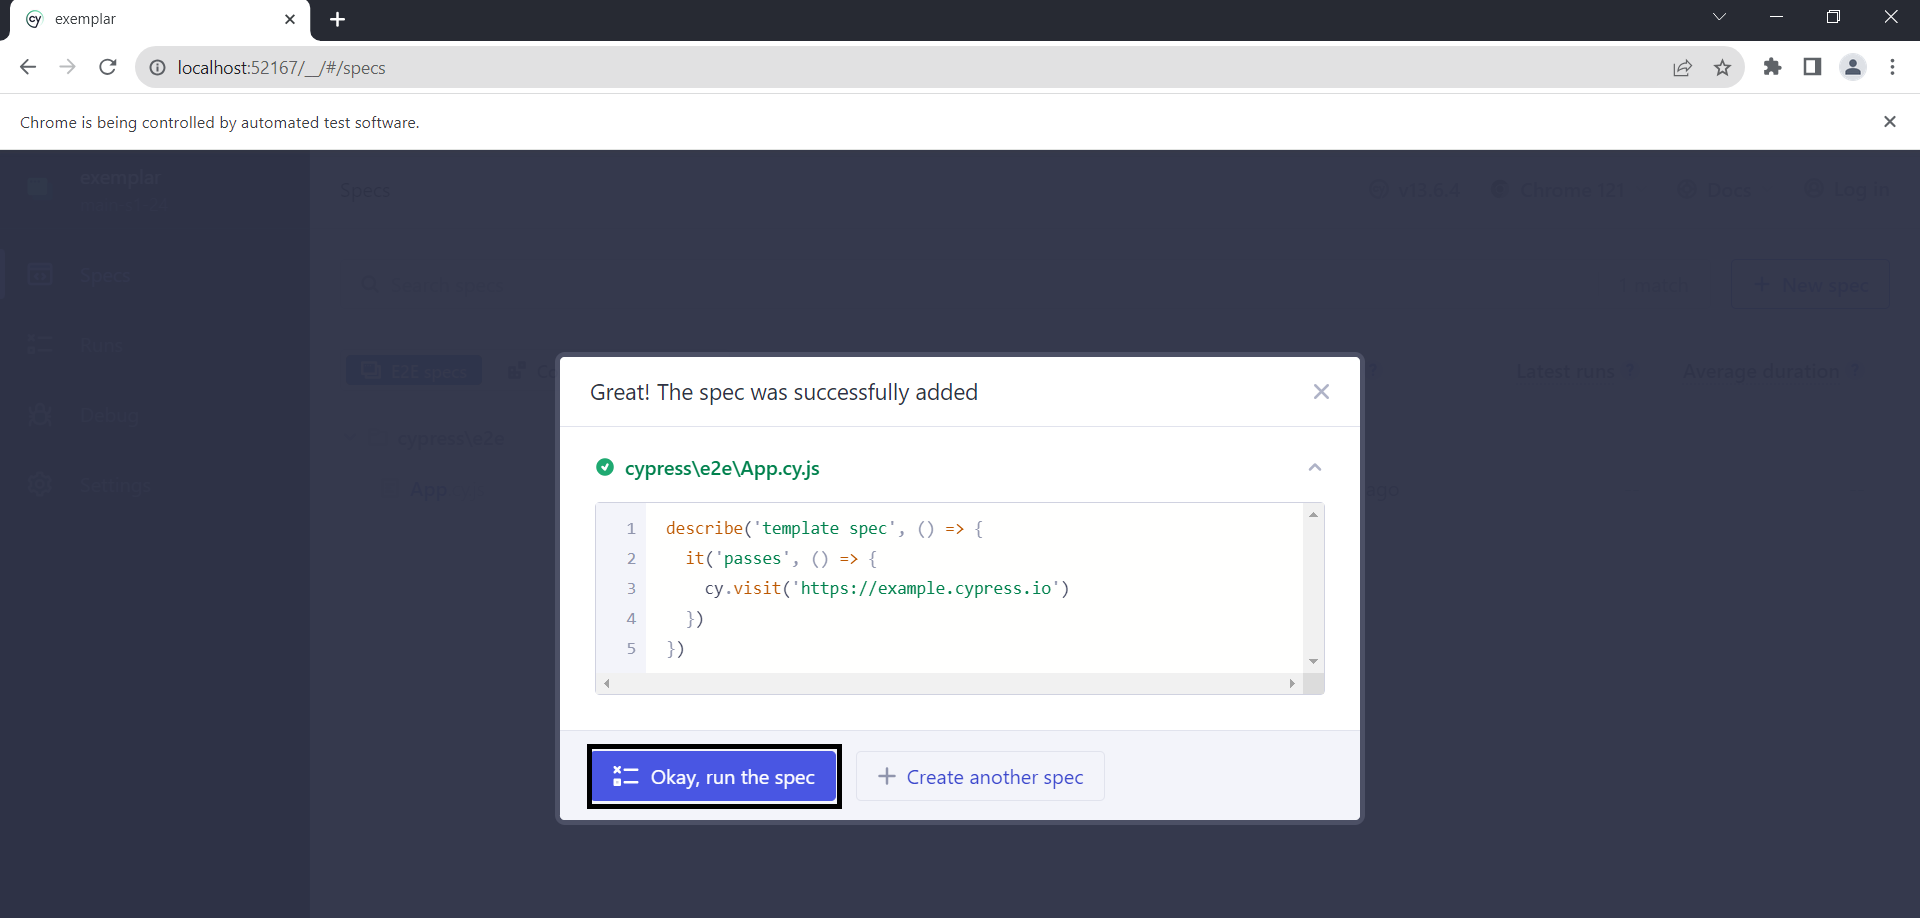 exemplar
localhost:52167/__/#/specs
Chrome is being controlled by automated test software.
exemplar
Specs
v13.6.4
Chrome 121
Docs
Log in
Specs
New spec
Runs
E2E specs
Latest runs
Average duration
Debug
cypress\e2e
Settings
App
ago
Great! The spec was successfully added
cypress\e2e\App.cy.js
1 describe('template spec', () => {
2 it('passes', () => {
3 cy.visit('https://example.cypress.io')
4 })
5 })
Okay, run the spec
Create another spec